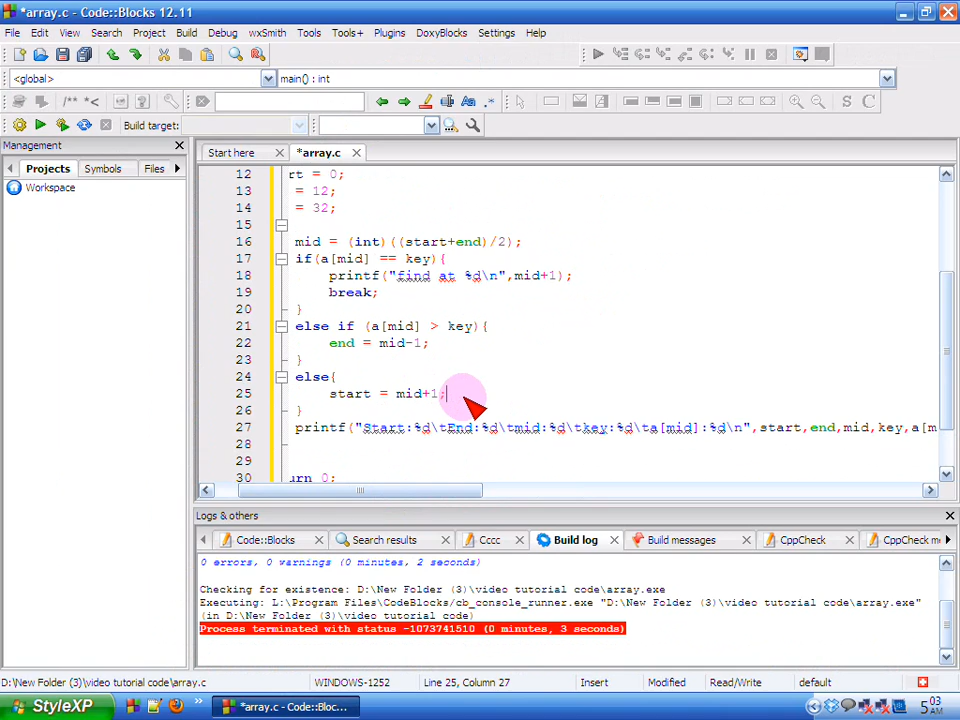 *array.c - Code::Blocks 12.11
File Edit View Search Project Build Debug wxSmith Tools Tools+ Plugins DoxyBlocks Settings Help
<global> main() : int
/** *< Aa .* S C
Build target:
Management
Start here *array.c
Projects Symbols Files
Workspace
12 rt = 0;
13 = 12;
14 = 32;
15
16 mid = (int)((start+end)/2);
17 if(a[mid] == key){
18 printf("find at %d\n",mid+1);
19 break;
20 }
21 else if (a[mid] > key){
22 end = mid-1;
23 }
24 else{
25 start = mid+1;
26 }
27 printf("Start:%d\tEnd:%d\tmid:%d\tkey:%d\ta[mid]:%d\n",start,end,mid,key,a[m
28
29
30 urn 0;
Logs & others
Code::Blocks Search results Cccc Build log Build messages CppCheck CppCheck me
0 errors, 0 warnings (0 minutes, 2 seconds)
Checking for existence: D:\New Folder (3)\video tutorial code\array.exe
Executing: L:\Program Files\CodeBlocks/cb_console_runner.exe "D:\New Folder (3)\video tutorial code\array.exe"
(in D:\New Folder (3)\video tutorial code)
Process terminated with status -1073741510 (0 minutes, 3 seconds)
D:\New Folder (3)\video tutorial code\array.c WINDOWS-1252 Line 25, Column 27 Insert Modified Read/Write default
StyleXP *array.c - Code::Bloc... 5 03 AM